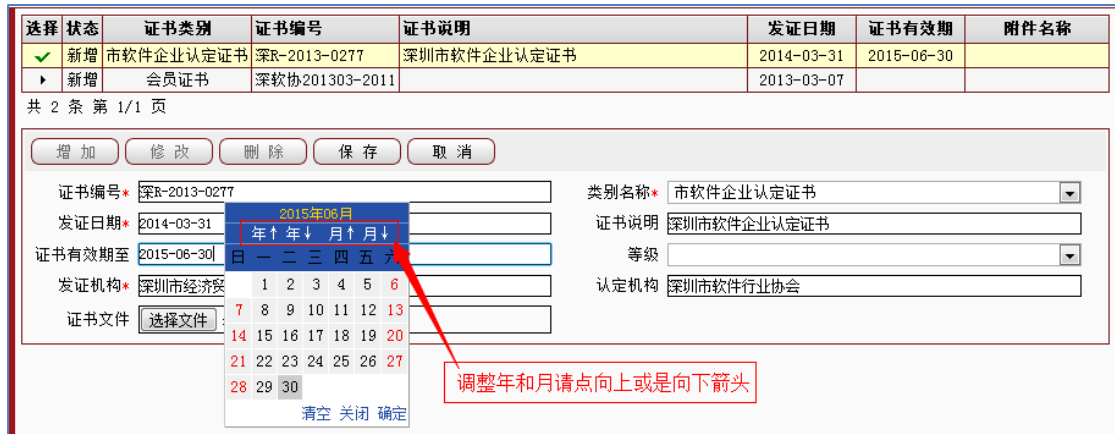 选择 状态 证书类别 证书编号 证书说明 发证日期 证书有效期 附件名称
新增 市软件企业认定证书 深R-2013-0277 深圳市软件企业认定证书 2014-03-31 2015-06-30
新增 会员证书 深软协201303-2011 2013-03-07
共 2 条 第 1/1 页
增 加 修 改 删 除 保 存 取 消
证书编号* 深R-2013-0277 类别名称* 市软件企业认定证书
发证日期* 2014-03-31 证书说明 深圳市软件企业认定证书
证书有效期至 2015-06-30 等级
发证机构* 深圳市经济贸 认定机构 深圳市软件行业协会
证书文件 选择文件
2015年06月
年↑ 年↓ 月↑ 月↓
日 一 二 三 四 五 六
1 2 3 4 5 6
7 8 9 10 11 12 13
14 15 16 17 18 19 20
21 22 23 24 25 26 27
28 29 30
清空 关闭 确定
调整年和月请点向上或是向下箭头